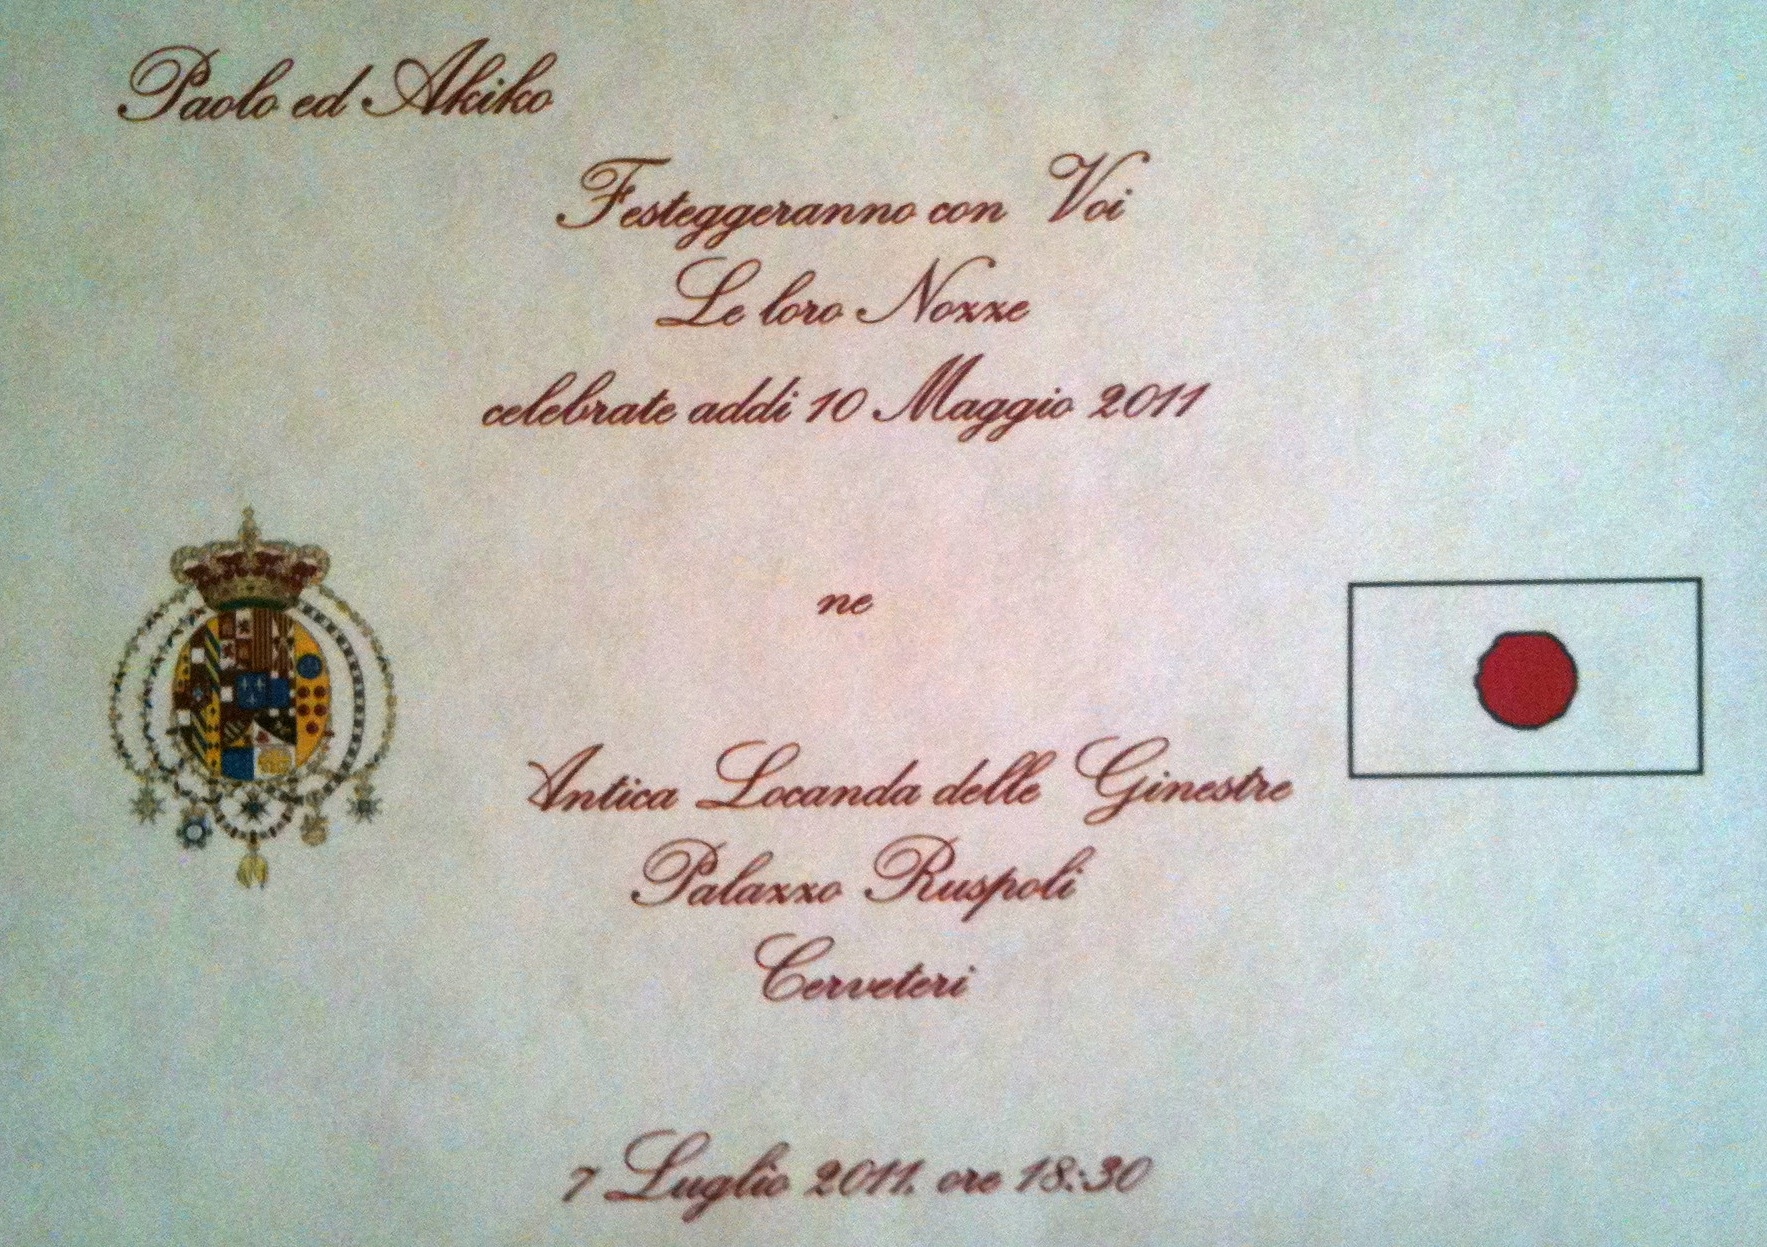 Paolo ed Akiko
Festeggeranno con Voi
Le loro Nozze
celebrate addi 10 Maggio 2011
ne
Antica Locanda delle Ginestre
Palazzo Ruspoli
Cerveteri
7 Luglio 2011. ore 18:30